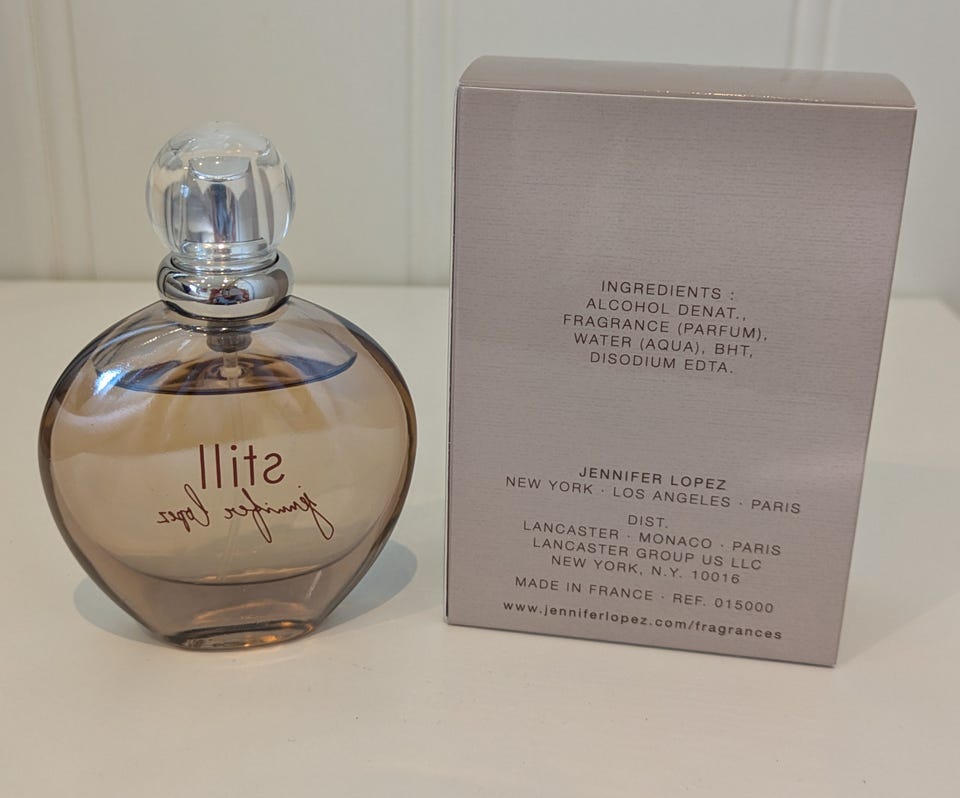 still
jennifer lopez
INGREDIENTS :
ALCOHOL DENAT.,
FRAGRANCE (PARFUM),
WATER (AQUA), BHT,
DISODIUM EDTA.
JENNIFER LOPEZ
NEW YORK · LOS ANGELES · PARIS
DIST.
LANCASTER · MONACO · PARIS
LANCASTER GROUP US LLC
NEW YORK, N.Y. 10016
MADE IN FRANCE · REF. 015000
www.jenniferlopez.com/fragrances